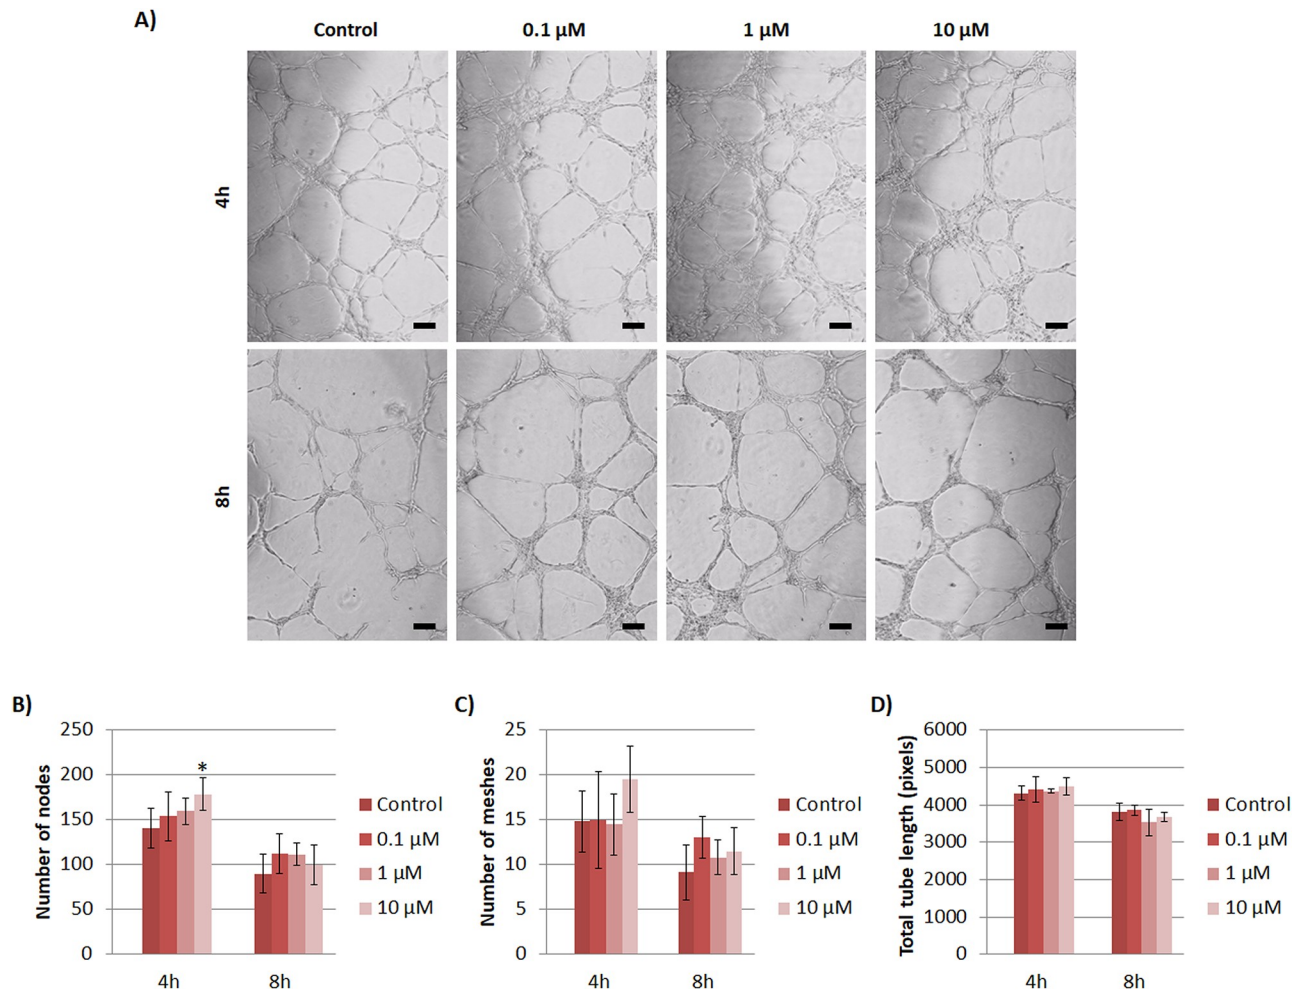 A)
Control 0.1 µM 1 µM 10 µM
4h
8h
B)
Number of nodes
250
200
150
100
50
0
*
4h 8h
Control
0.1 µM
1 µM
10 µM
C)
Number of meshes
25
20
15
10
5
0
4h 8h
Control
0.1 µM
1 µM
10 µM
D)
Total tube length (pixels)
6000
5000
4000
3000
2000
1000
0
4h 8h
Control
0.1 µM
1 µM
10 µM